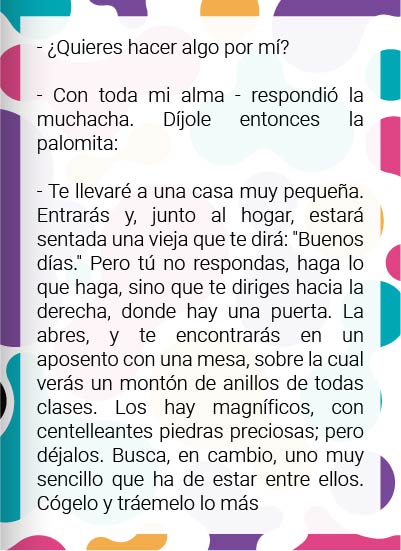 - ¿Quieres hacer algo por mí?
- Con toda mi alma - respondió la
muchacha. Díjole entonces la
palomita:
- Te llevaré a una casa muy pequeña.
Entrarás y, junto al hogar, estará
sentada una vieja que te dirá: "Buenos
días." Pero tú no respondas, haga lo
que haga, sino que te diriges hacia la
derecha, donde hay una puerta. La
abres, y te encontrarás en un
aposento con una mesa, sobre la cual
verás un montón de anillos de todas
clases. Los hay magníficos, con
centelleantes piedras preciosas; pero
déjalos. Busca, en cambio, uno muy
sencillo que ha de estar entre ellos.
Cógelo y tráemelo lo más